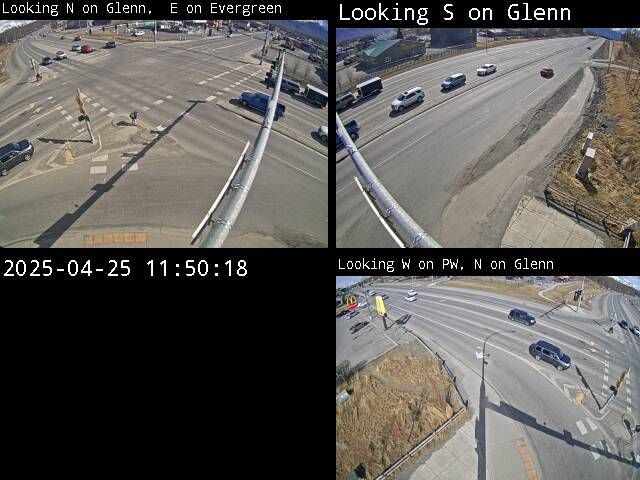 Looking N on Glenn,  E on Evergreen
Looking S on Glenn
2025-04-25 11:50:18
Looking W on PW, N on Glenn